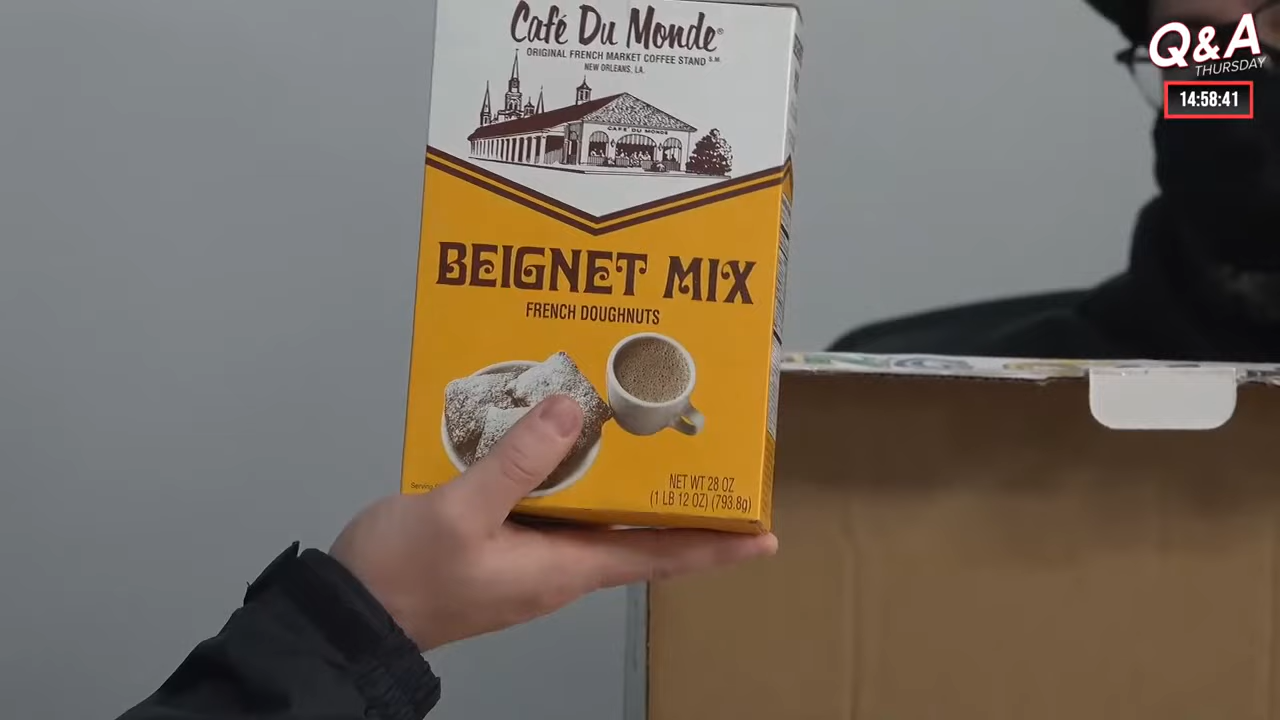 Café Du Monde®
ORIGINAL FRENCH MARKET COFFEE STAND S.M.
NEW ORLEANS, LA.
CAFE DU MONDE
BEIGNET MIX
FRENCH DOUGHNUTS
NET WT 28 OZ
(1 LB 12 OZ) (793.8g)
Serving
Q&A
THURSDAY
14:58:41